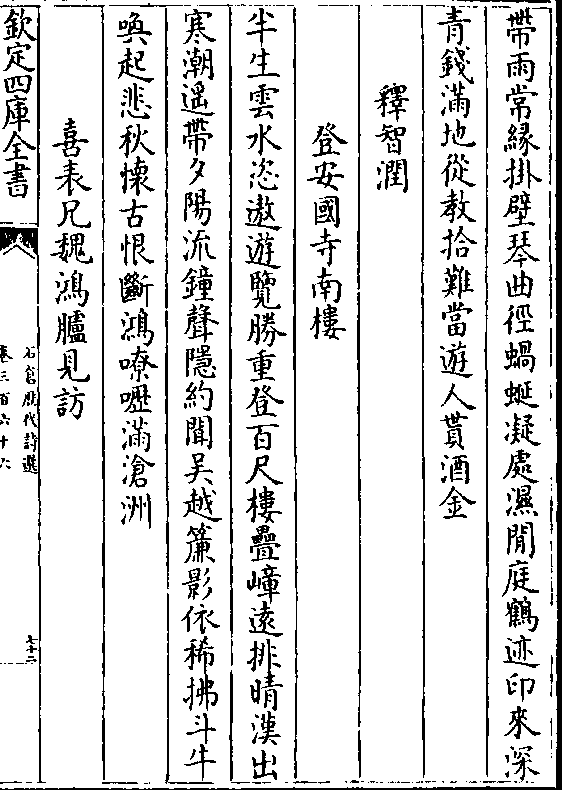 帶雨常緣掛壁琴曲徑蝸蜒凝處濕閒庭鶴迹印來深
青錢滿地從教拾難當遊人貰酒金
釋智潤
登安國寺南樓
半生雲水恣遨遊覽勝重登百尺樓疊嶂遠排晴漢出
寒潮遥帶夕陽流鐘聲隱約聞吴越簾影依稀拂斗牛
喚起悲秋懷古恨斷鴻嘹嚦滿滄洲
喜表兄魏鴻臚見訪
欽定四庫全書
石倉歷代詩選
卷三百六十六
七十二